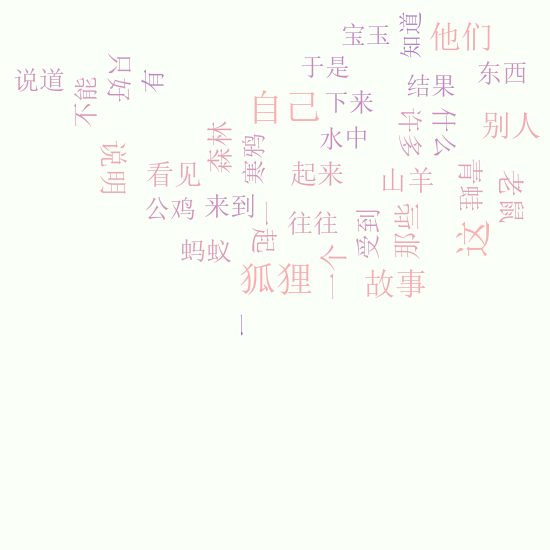 宝玉
知道
他们
于是
说道
只好
有
不能
东西
结果
自己
下来
别人
许多
什么
水中
森林
寒鸦
说明
看见
起来
山羊
青蛙
老鼠
公鸡
来到
一起
往往
受到
那些
这
蚂蚁
一个
狐狸
故事